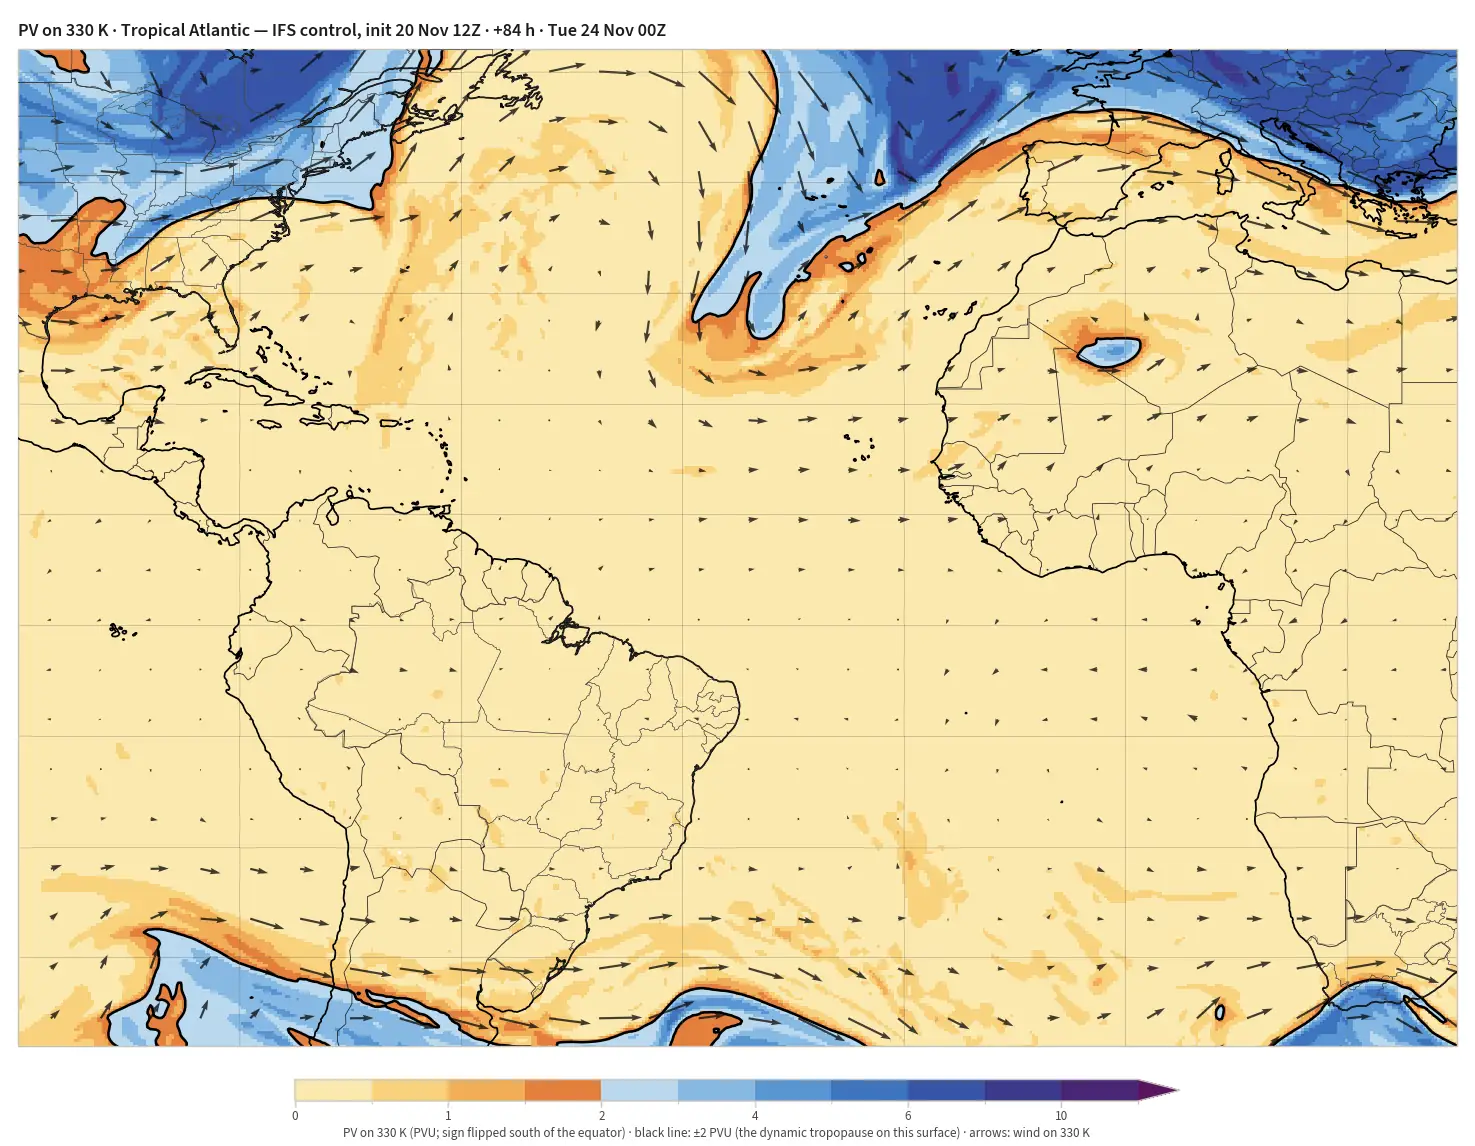 PV on 330 K · Tropical Atlantic — IFS control, init 20 Nov 12Z · +84 h · Tue 24 Nov 00Z
0 1 2 4 6 10
PV on 330 K (PVU; sign flipped south of the equator) · black line: ±2 PVU (the dynamic tropopause on this surface) · arrows: wind on 330 K